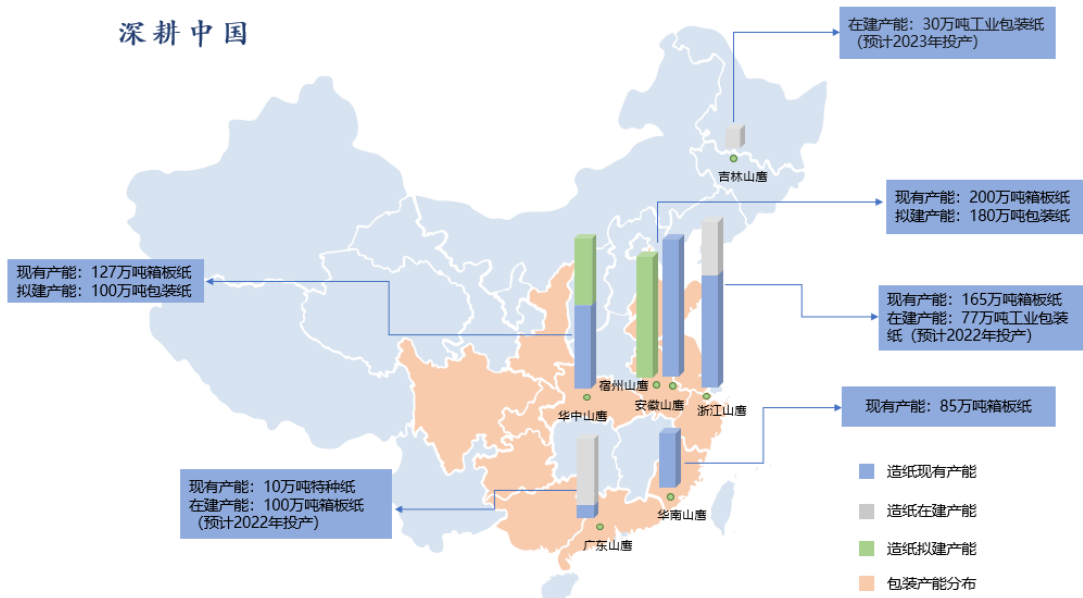 深耕中国
在建产能：30万吨工业包装纸
（预计2023年投产）
吉林山鹰
现有产能：200万吨箱板纸
拟建产能：180万吨包装纸
现有产能：127万吨箱板纸
拟建产能：100万吨包装纸
现有产能：165万吨箱板纸
在建产能：77万吨工业包装
纸（预计2022年投产）
宿州山鹰
安徽山鹰
华中山鹰
浙江山鹰
现有产能：85万吨箱板纸
现有产能：10万吨特种纸
在建产能：100万吨箱板纸
（预计2022年投产）
华南山鹰
广东山鹰
造纸现有产能
造纸在建产能
造纸拟建产能
包装产能分布